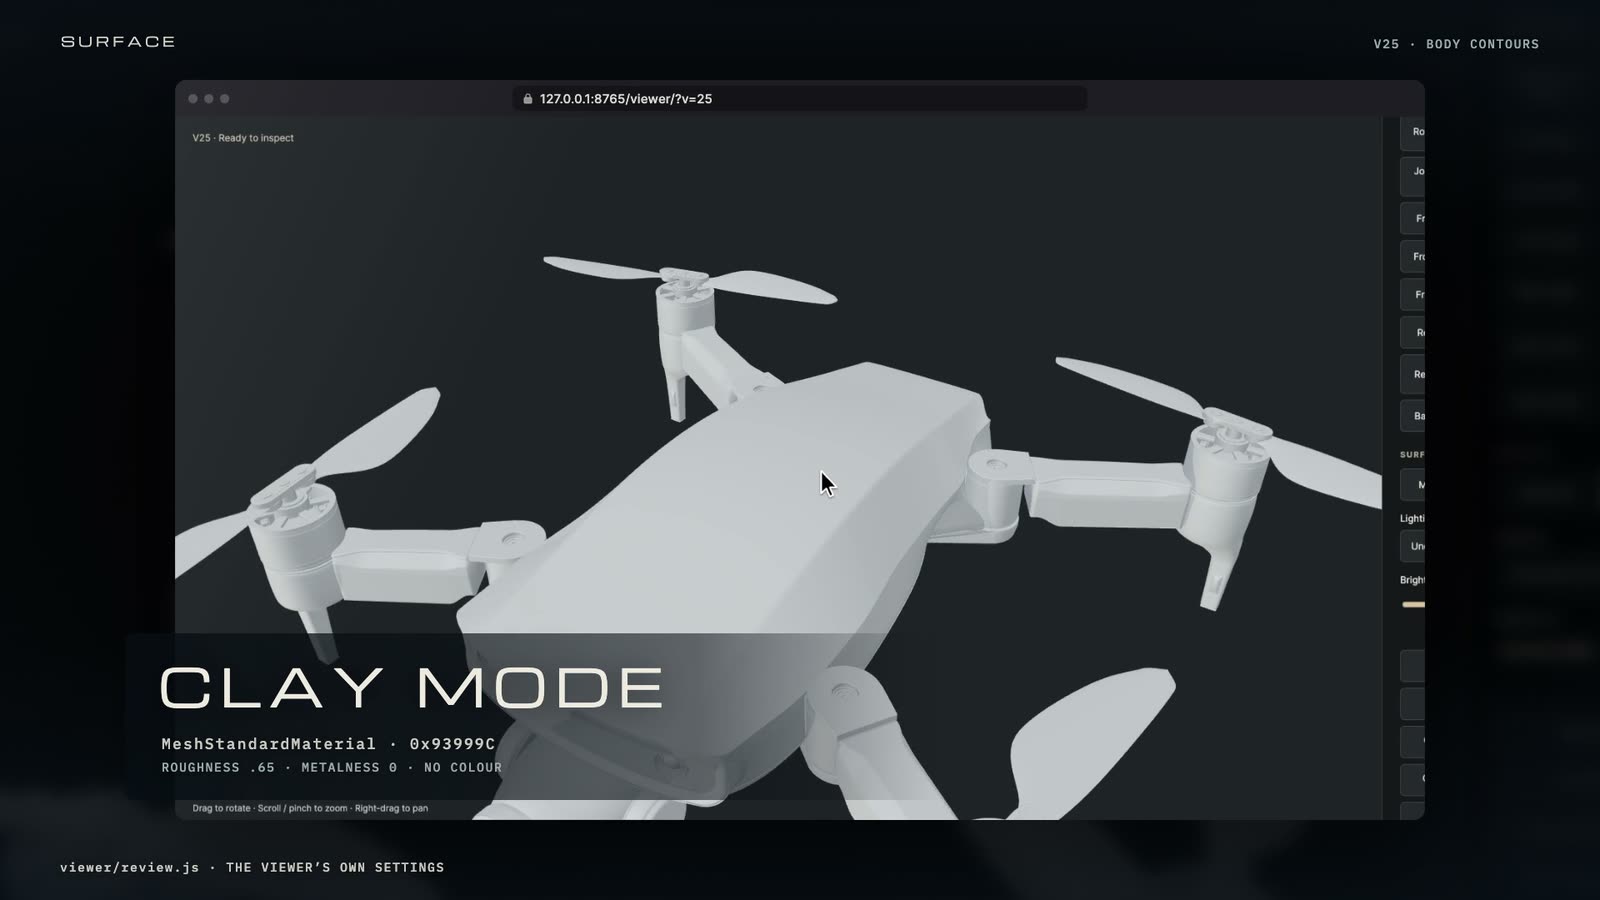 SURFACE
V25 · BODY CONTOURS
127.0.0.1:8765/viewer/?v=25
V25 · Ready to inspect
Lighti
Bright
CLAY MODE
MeshStandardMaterial · 0x93999C
ROUGHNESS .65 · METALNESS 0 · NO COLOUR
Drag to rotate · Scroll / pinch to zoom · Right-drag to pan
viewer/review.js · THE VIEWER’S OWN SETTINGS